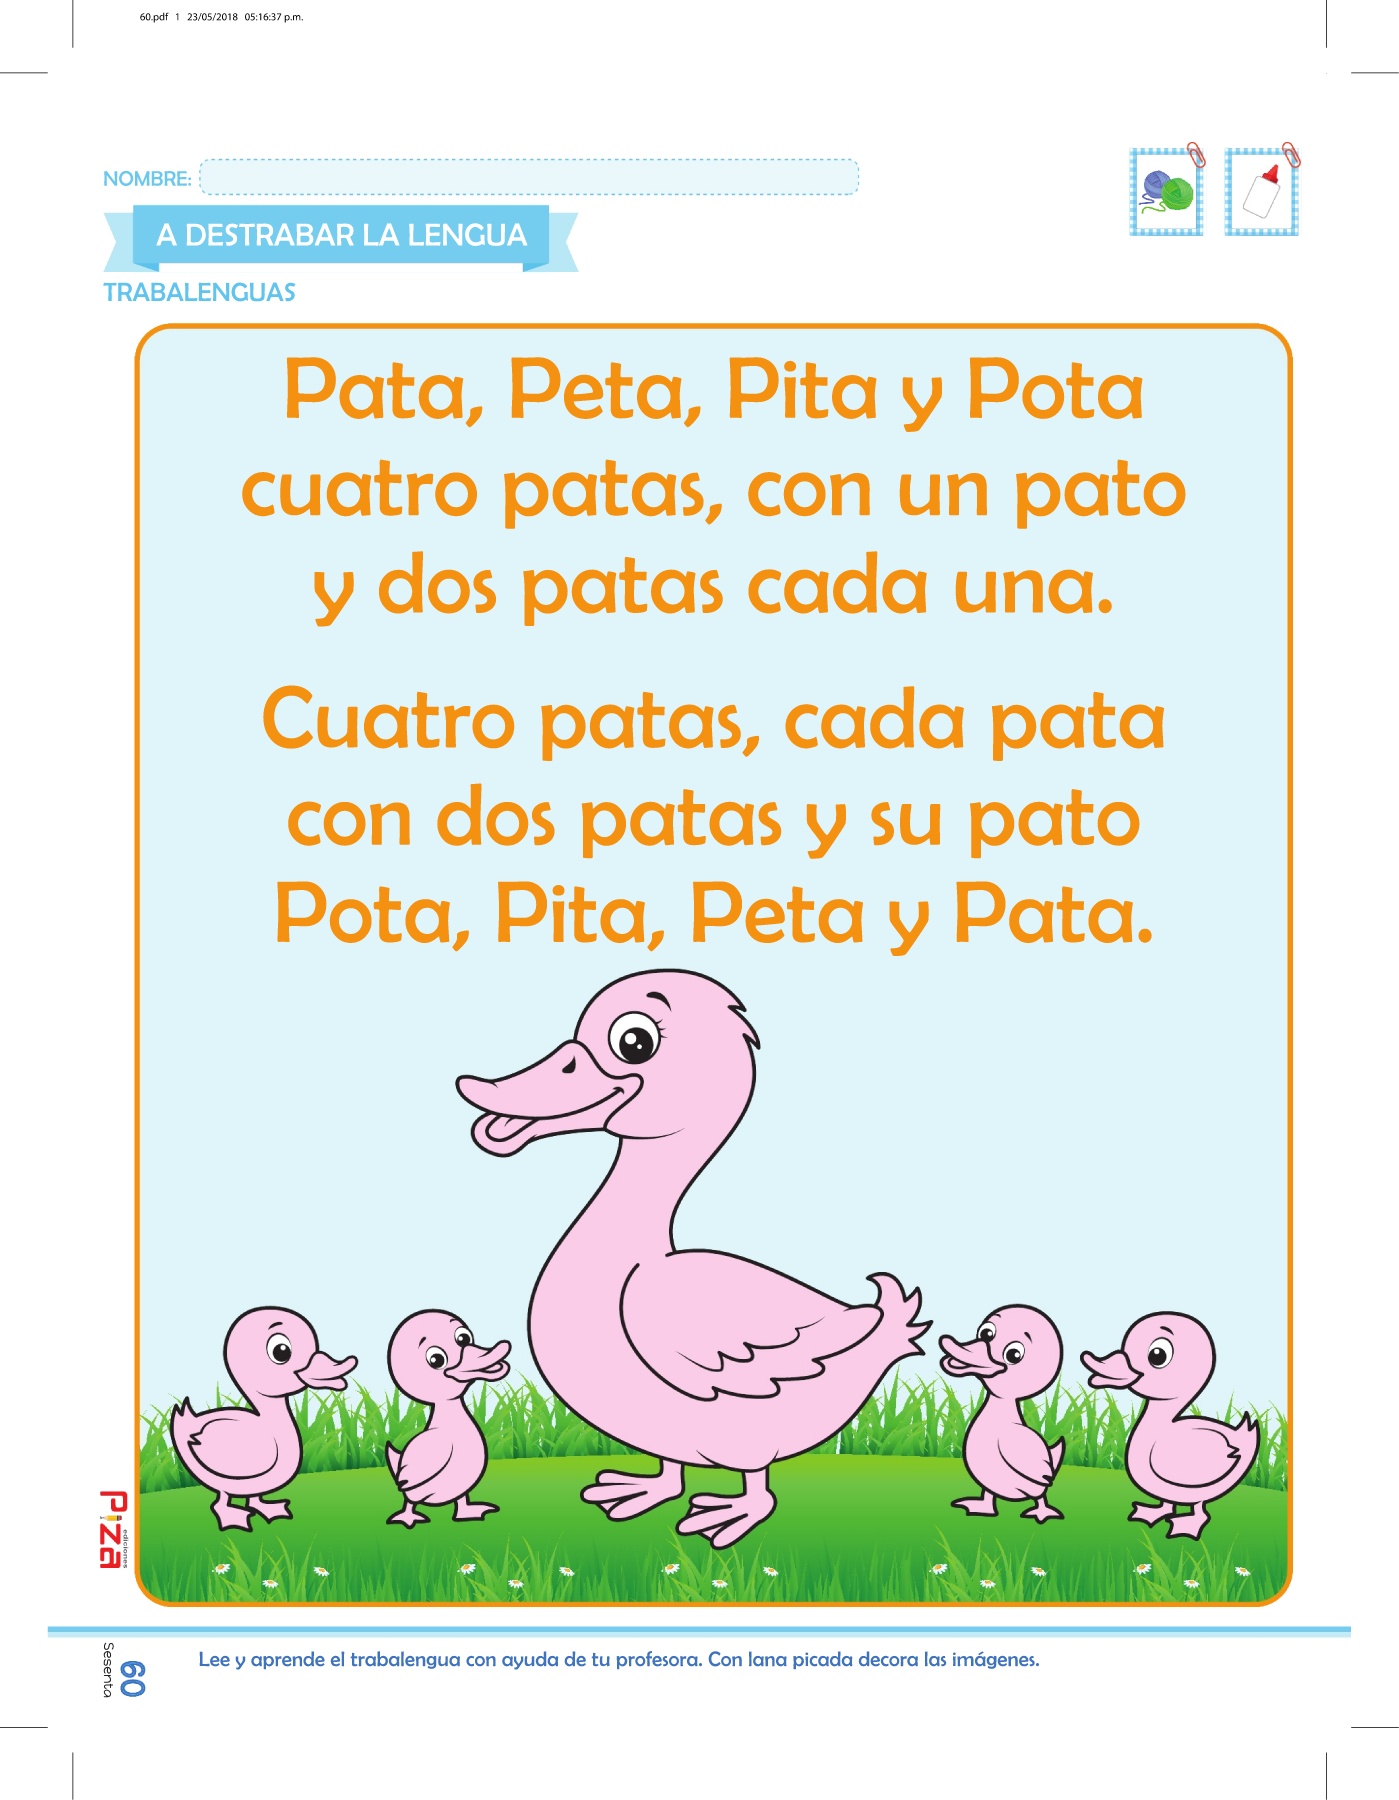 60.pdf 1 23/05/2018 05:16:37 p.m.
NOMBRE:
A DESTRABAR LA LENGUA
TRABALENGUAS
Pata, Peta, Pita y Pota
cuatro patas, con un pato
y dos patas cada una.
Cuatro patas, cada pata
con dos patas y su pato
Pota, Pita, Peta y Pata.
Piza
ediciones
60
Sesenta
Lee y aprende el trabalengua con ayuda de tu profesora. Con lana picada decora las imágenes.